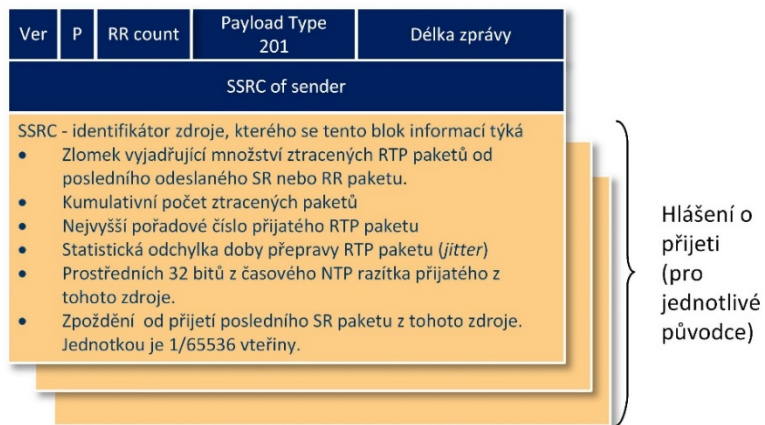 Ver P RR count Payload Type 201 Délka zprávy
SSRC of sender
SSRC - identifikátor zdroje, kterého se tento blok informací týká
• Zlomek vyjadřující množství ztracených RTP paketů od
posledního odeslaného SR nebo RR paketu.
• Kumulativní počet ztracených paketů
• Nejvyšší pořadové číslo přijatého RTP paketu
• Statistická odchylka doby přepravy RTP paketu (jitter)
• Prostředních 32 bitů z časového NTP razítka přijatého z
tohoto zdroje.
• Zpoždění od přijetí posledního SR paketu z tohoto zdroje.
Jednotkou je 1/65536 vteřiny.
Hlášení o
přijeti
(pro
jednotlivé
původce)